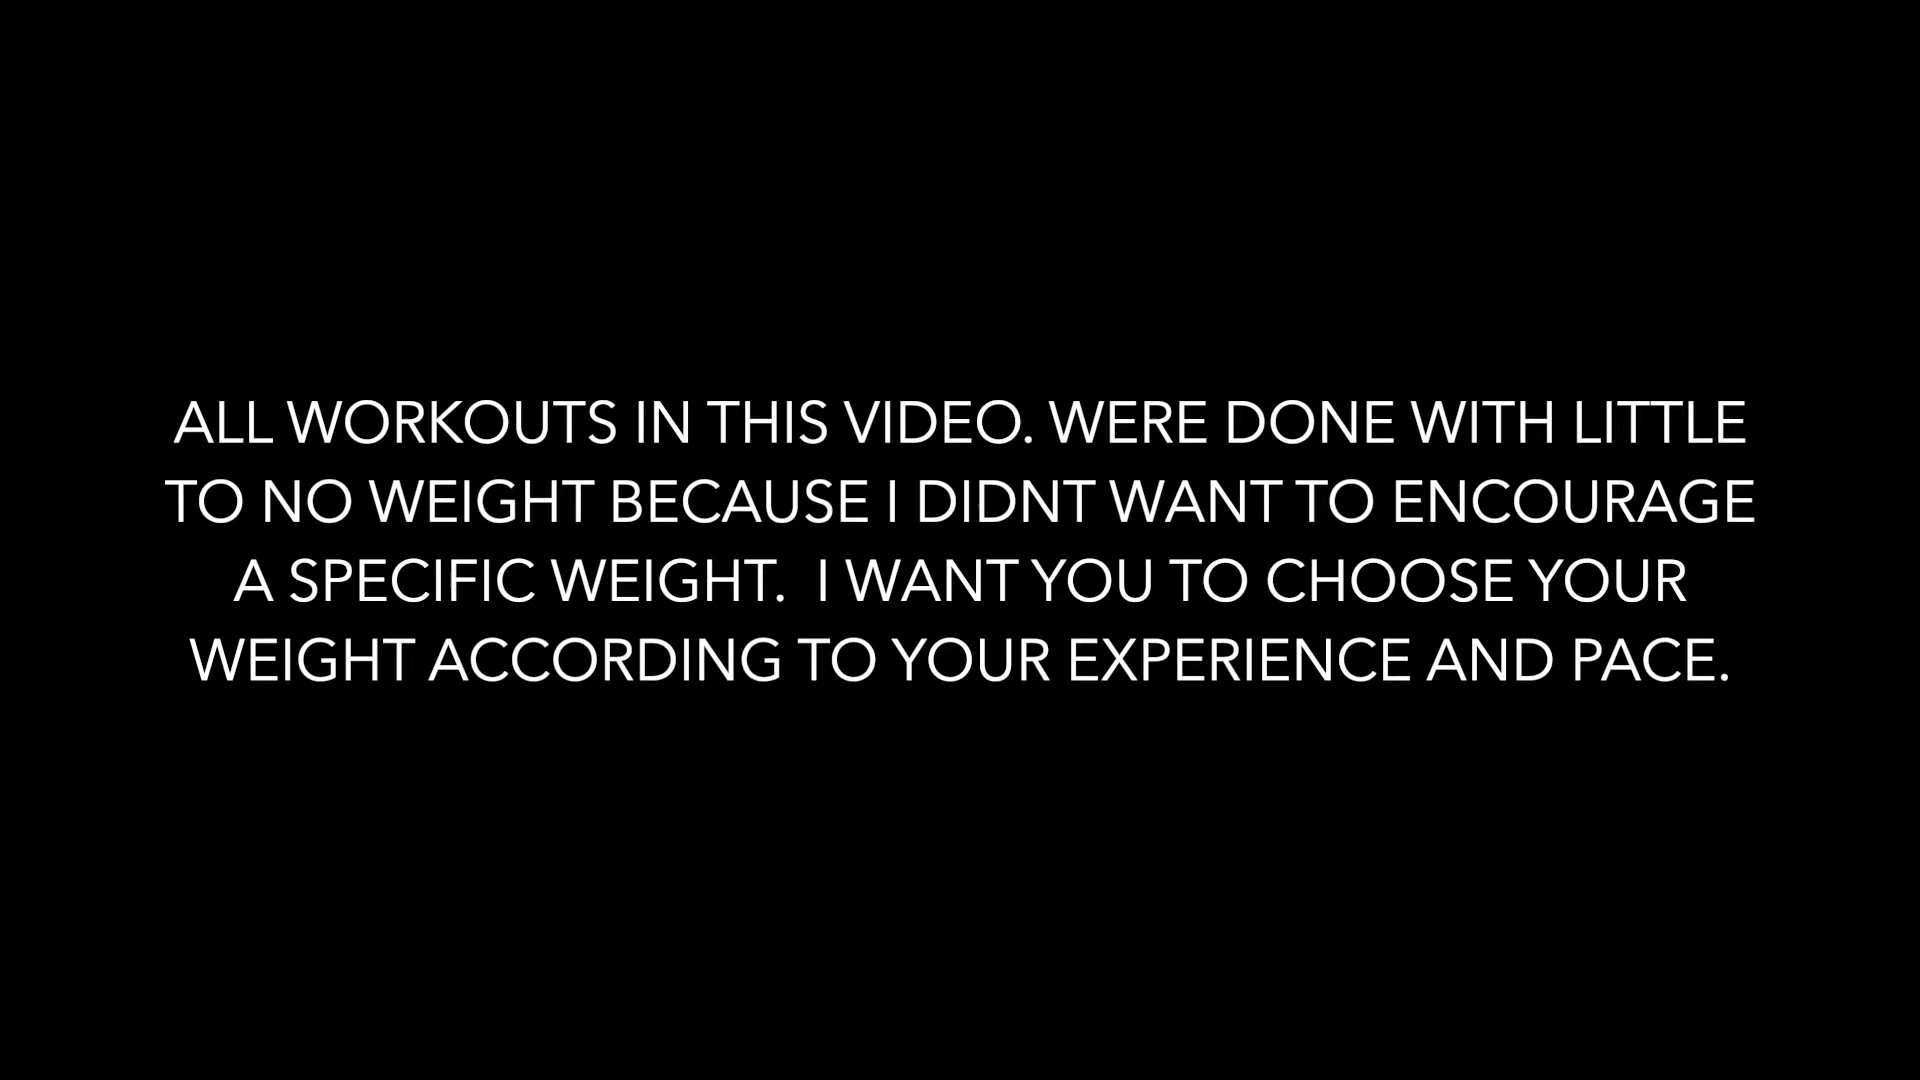 ALL WORKOUTS IN THIS VIDEO. WERE DONE WITH LITTLE
TO NO WEIGHT BECAUSE I DIDNT WANT TO ENCOURAGE
A SPECIFIC WEIGHT.  I WANT YOU TO CHOOSE YOUR
WEIGHT ACCORDING TO YOUR EXPERIENCE AND PACE.